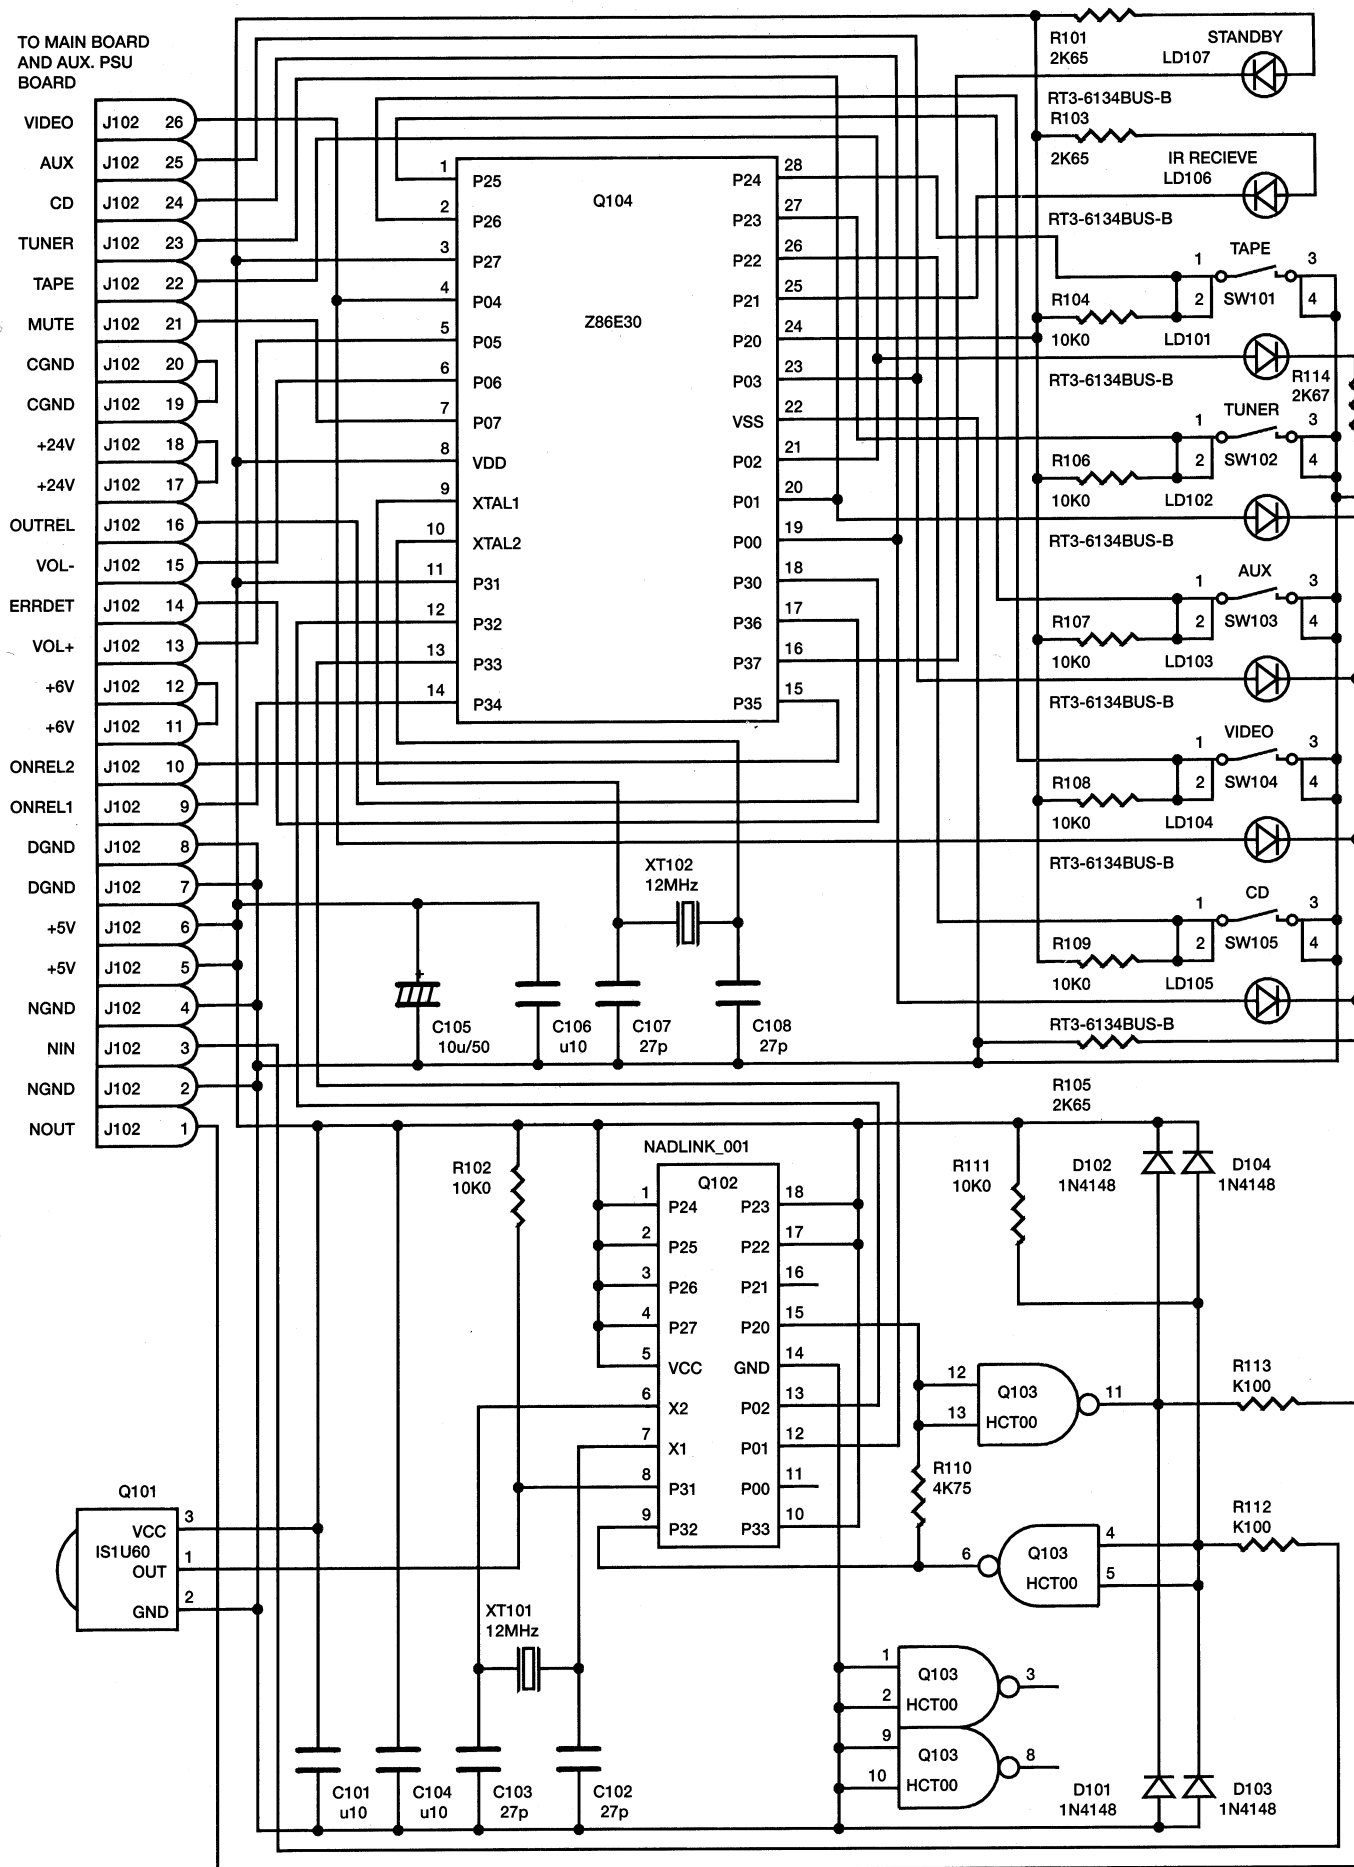 TO MAIN BOARD
AND AUX. PSU
BOARD
VIDEO J102 26
AUX J102 25
CD J102 24
TUNER J102 23
TAPE J102 22
MUTE J102 21
CGND J102 20
CGND J102 19
+24V J102 18
+24V J102 17
OUTREL J102 16
VOL- J102 15
ERRDET J102 14
VOL+ J102 13
+6V J102 12
+6V J102 11
ONREL2 J102 10
ONREL1 J102 9
DGND J102 8
DGND J102 7
+5V J102 6
+5V J102 5
NGND J102 4
NIN J102 3
NGND J102 2
NOUT J102 1
Q104
Z86E30
1 P25
2 P26
3 P27
4 P04
5 P05
6 P06
7 P07
8 VDD
9 XTAL1
10 XTAL2
11 P31
12 P32
13 P33
14 P34
P24 28
P23 27
P22 26
P21 25
P20 24
P03 23
VSS 22
P02 21
P01 20
P00 19
P30 18
P36 17
P37 16
P35 15
R101
2K65
STANDBY
LD107
RT3-6134BUS-B
R103
2K65
IR RECIEVE
LD106
RT3-6134BUS-B
TAPE
1 3
2 SW101 4
R104
10K0
LD101
RT3-6134BUS-B
R114
2K67
TUNER
1 3
2 SW102 4
R106
10K0
LD102
RT3-6134BUS-B
AUX
1 3
2 SW103 4
R107
10K0
LD103
RT3-6134BUS-B
VIDEO
1 3
2 SW104 4
R108
10K0
LD104
RT3-6134BUS-B
CD
1 3
2 SW105 4
R109
10K0
LD105
RT3-6134BUS-B
R105
2K65
XT102
12MHz
+
C105
10u/50
C106
u10
C107
27p
C108
27p
NADLINK_001
Q102
1 P24
2 P25
3 P26
4 P27
5 VCC
6 X2
7 X1
8 P31
9 P32
P23 18
P22 17
P21 16
P20 15
GND 14
P02 13
P01 12
P00 11
P33 10
R102
10K0
R111
10K0
D102
1N4148
D104
1N4148
12
13
Q103
HCT00
11
R113
K100
R110
4K75
6
Q103
HCT00
4
5
R112
K100
Q101
IS1U60
VCC 3
OUT 1
GND 2
XT101
12MHz
1
2
Q103
HCT00
3
9
10
Q103
HCT00
8
C101
u10
C104
u10
C103
27p
C102
27p
D101
1N4148
D103
1N4148